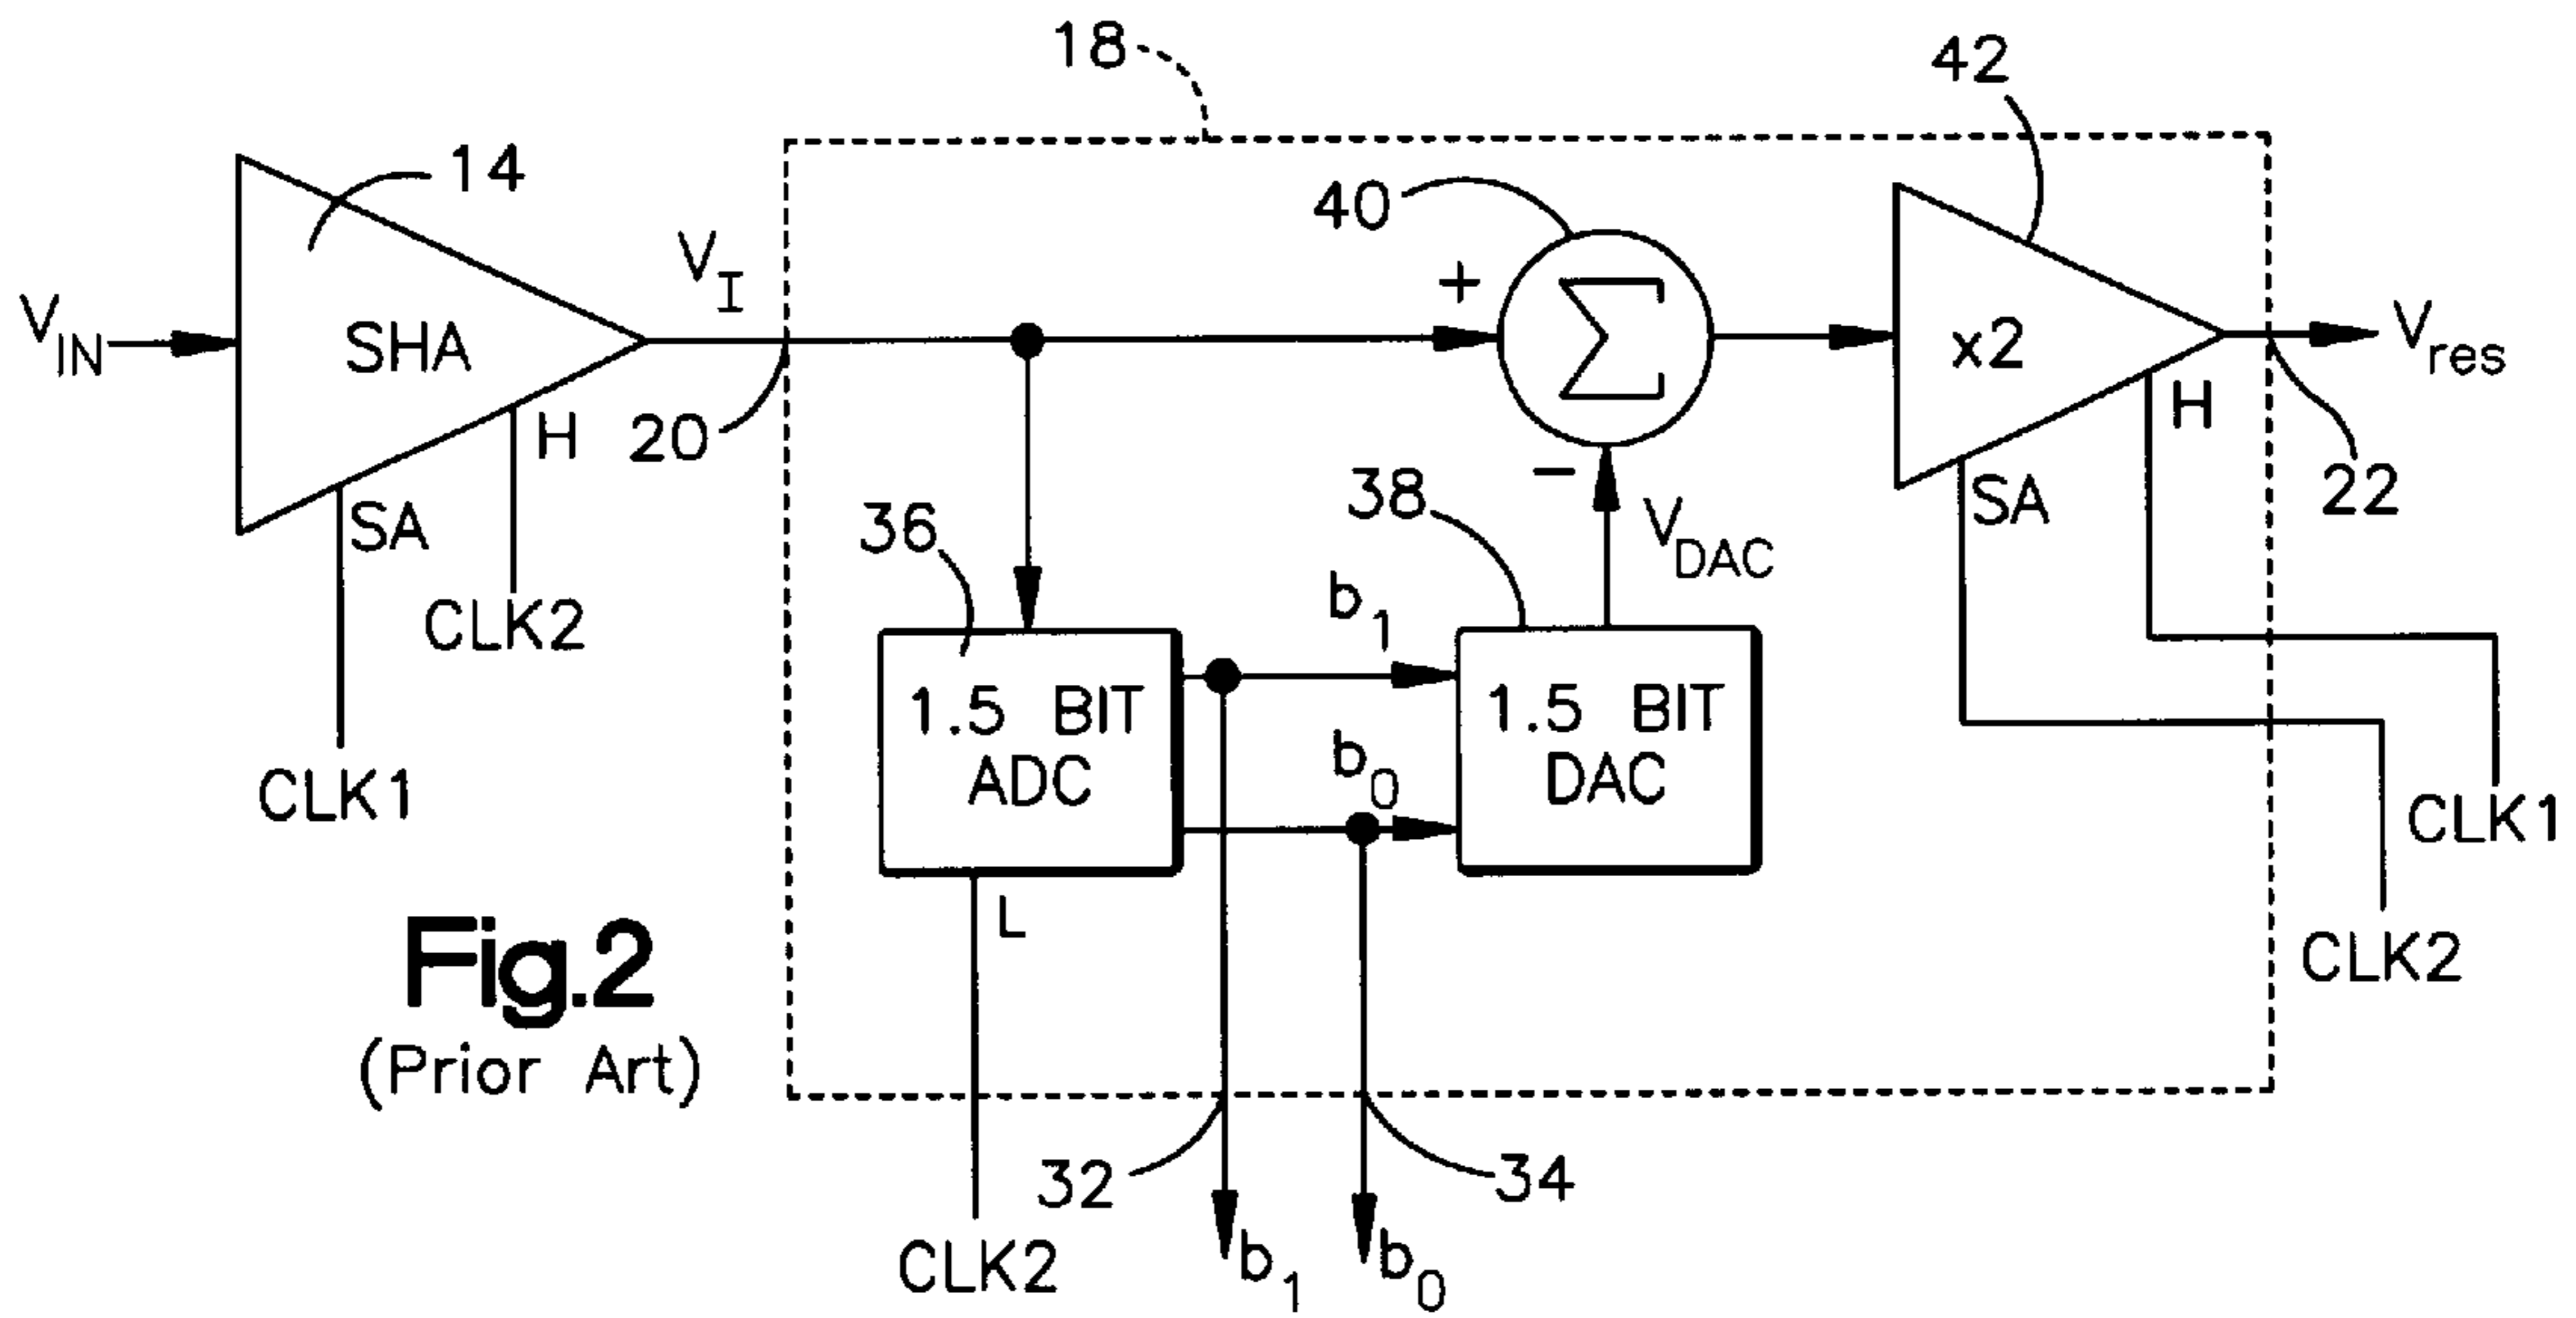 18
42
14
40
V_I
+
V_IN
SHA
Σ
x2
V_res
20
H
H
SA
−
22
SA
36
38
V_DAC
CLK2
b_1
1.5 BIT
ADC
1.5 BIT
DAC
CLK1
b_0
CLK1
L
CLK2
Fig.2
(Prior Art)
32
34
CLK2
b_1
b_0